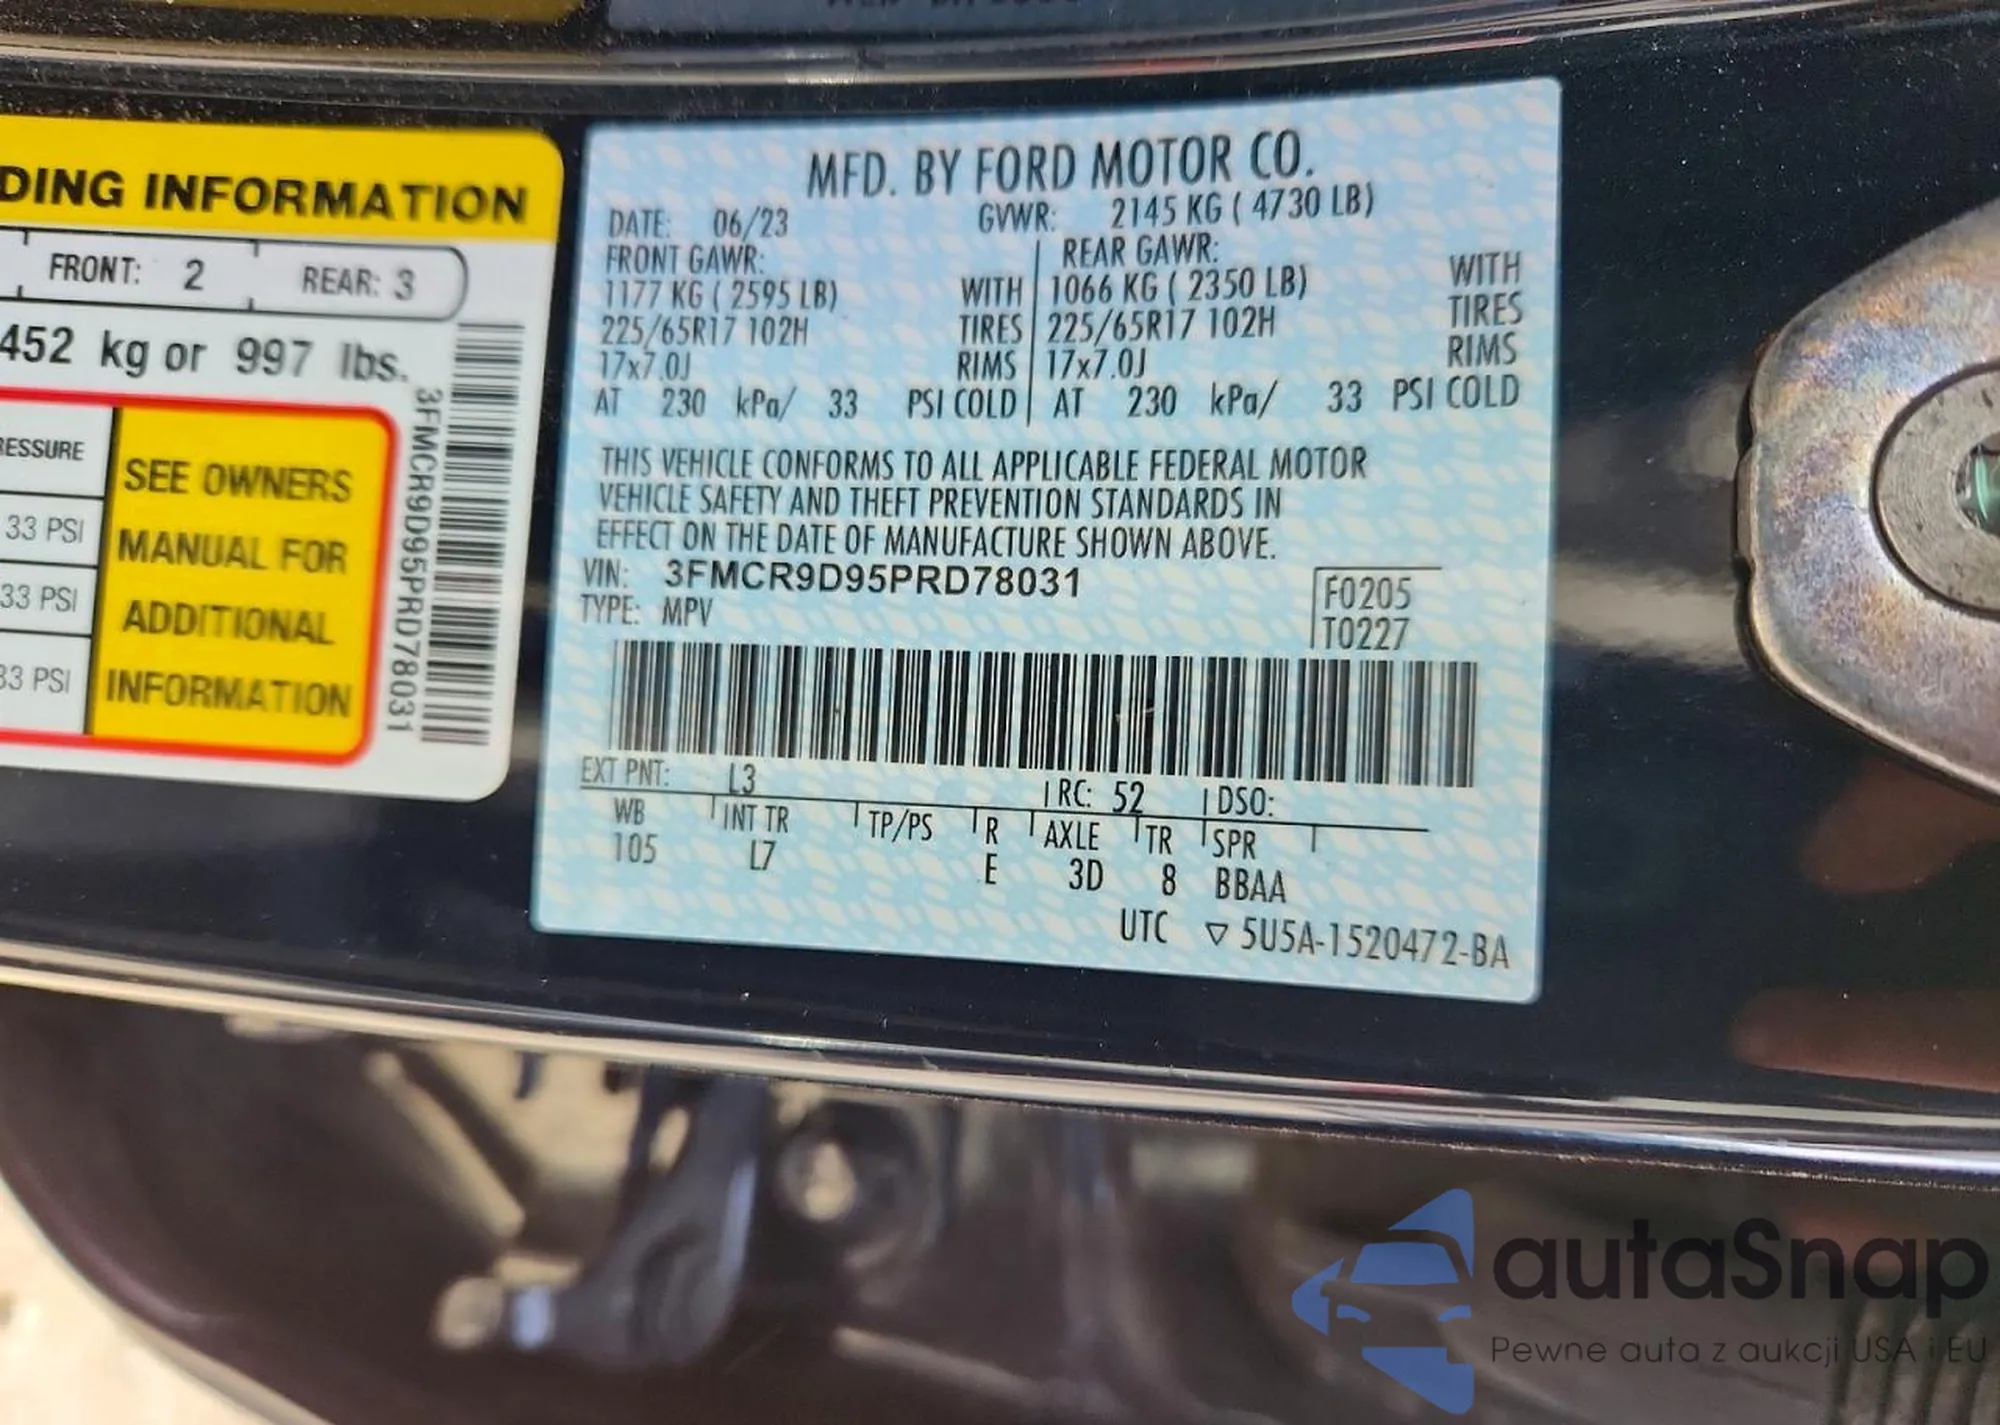 DING INFORMATION
FRONT: 2
REAR: 3
452 kg or 997 lbs.
RESSURE
33 PSI
33 PSI
33 PSI
SEE OWNERS
MANUAL FOR
ADDITIONAL
INFORMATION
3FMCR9D95PRD78031
MFD. BY FORD MOTOR CO.
DATE: 06/23 GVWR: 2145 KG ( 4730 LB)
FRONT GAWR: REAR GAWR:
1177 KG ( 2595 LB) WITH 1066 KG ( 2350 LB) WITH
225/65R17 102H TIRES 225/65R17 102H TIRES
17x7.0J RIMS 17x7.0J RIMS
AT 230 kPa/ 33 PSI COLD AT 230 kPa/ 33 PSI COLD
THIS VEHICLE CONFORMS TO ALL APPLICABLE FEDERAL MOTOR
VEHICLE SAFETY AND THEFT PREVENTION STANDARDS IN
EFFECT ON THE DATE OF MANUFACTURE SHOWN ABOVE.
VIN: 3FMCR9D95PRD78031
TYPE: MPV
F0205
T0227
EXT PNT: L3 RC: 52 DSO:
WB INT TR TP/PS R AXLE TR SPR
105 L7 E 3D 8 BBAA
UTC ▽ 5U5A-1520472-BA
autaSnap
Pewne auta z aukcji USA i EU